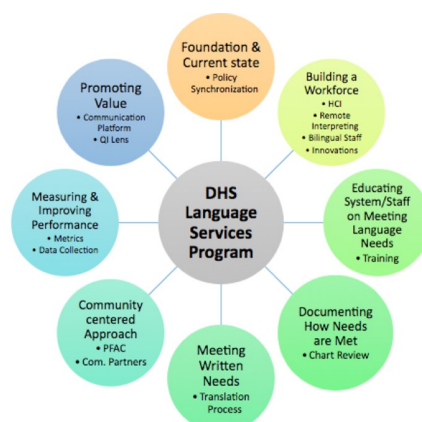 Foundation &
Current state
• Policy
Synchronization
Building a
Workforce
• HCI
• Remote
Interpreting
• Bilingual Staff
• Innovations
Educating
System/Staff
on Meeting
Language
Needs
• Training
Documenting
How Needs
are Met
• Chart Review
Meeting
Written
Needs
• Translation
Process
Community
centered
Approach
• PFAC
• Com. Partners
Measuring &
Improving
Performance
• Metrics
• Data Collection
Promoting
Value
• Communication
Platform
• QI Lens
DHS
Language
Services
Program